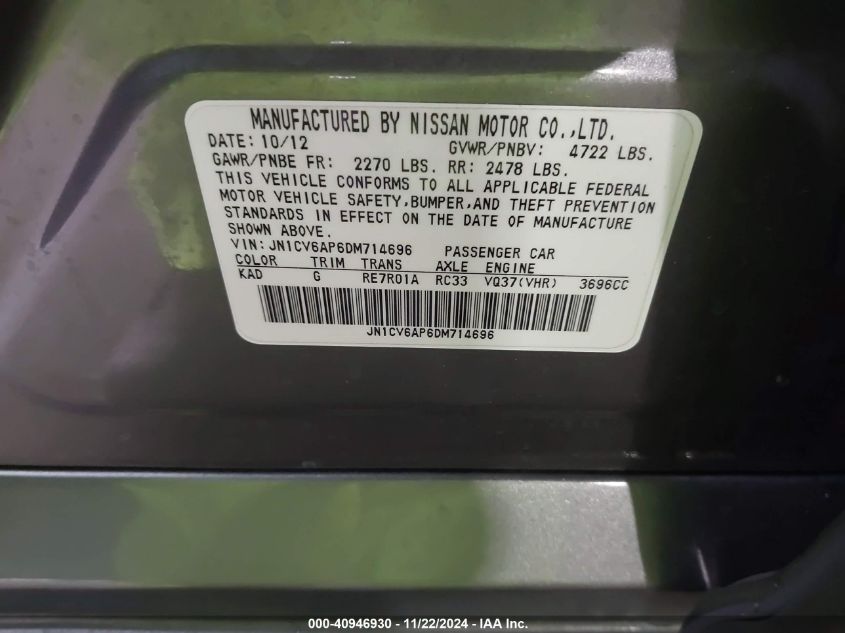 MANUFACTURED BY NISSAN MOTOR CO.,LTD.
DATE: 10/12 GVWR/PNBV: 4722 LBS.
GAWR/PNBE FR: 2270 LBS. RR: 2478 LBS.
THIS VEHICLE CONFORMS TO ALL APPLICABLE FEDERAL
MOTOR VEHICLE SAFETY, BUMPER, AND THEFT PREVENTION
STANDARDS IN EFFECT ON THE DATE OF MANUFACTURE
SHOWN ABOVE.
VIN: JN1CV6AP6DM714696 PASSENGER CAR
COLOR TRIM TRANS AXLE ENGINE
KAD G RE7R01A RC33 VQ37(VHR) 3696CC
JN1CV6AP6DM714696
000-40946930 - 11/22/2024 - IAA Inc.